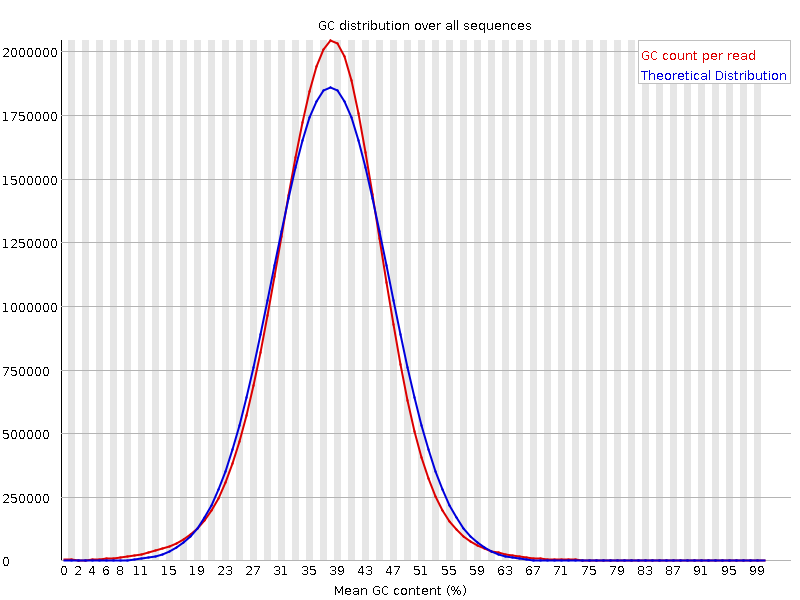 GC distribution over all sequences
GC count per read
Theoretical Distribution
2000000
1750000
1500000
1250000
1000000
750000
500000
250000
0
0 2 4 6 8 11 15 19 23 27 31 35 39 43 47 51 55 59 63 67 71 75 79 83 87 91 95 99
Mean GC content (%)